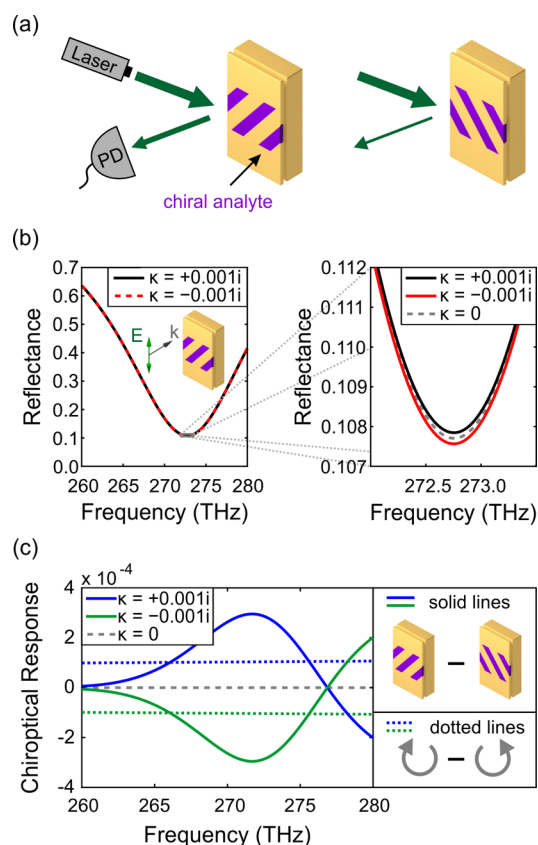 (a)
Laser
PD
chiral analyte
(b)
0.7
0.6
0.5
0.4
0.3
0.2
0.1
0.0
Reflectance
κ = +0.001i
κ = −0.001i
E
k
260 265 270 275 280
Frequency (THz)
0.112
0.111
0.110
0.109
0.108
0.107
Reflectance
κ = +0.001i
κ = −0.001i
κ = 0
272.5 273.0
Frequency (THz)
(c)
x 10⁻⁴
4
2
0
-2
-4
Chiroptical Response
κ = +0.001i
κ = −0.001i
κ = 0
260 265 270 275 280
Frequency (THz)
solid lines
−
dotted lines
−